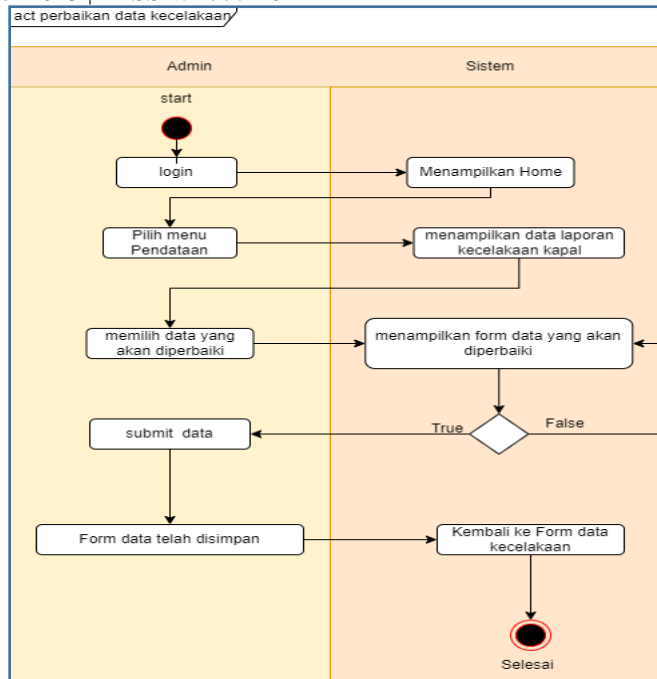 act perbaikan data kecelakaan
Admin
Sistem
start
login
Menampilkan Home
Pilih menu
Pendataan
menampilkan data laporan
kecelakaan kapal
memilih data yang
akan diperbaiki
menampilkan form data yang akan
diperbaiki
submit data
True
False
Form data telah disimpan
Kembali ke Form data
kecelakaan
Selesai